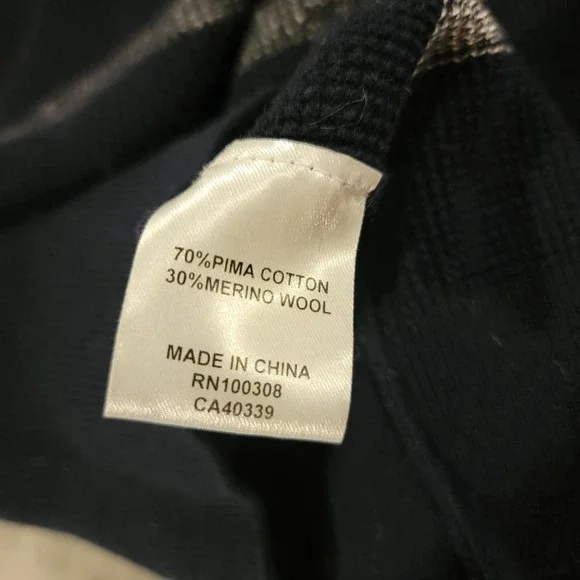 70%PIMA COTTON
30%MERINO WOOL
MADE IN CHINA
RN100308
CA40339